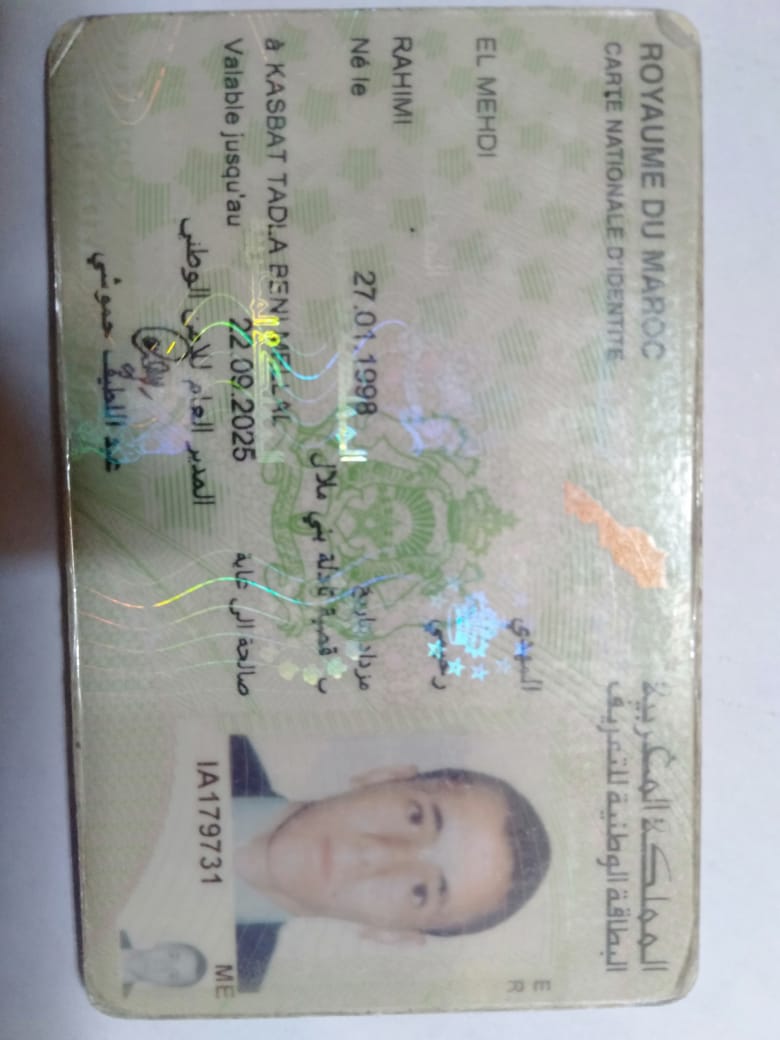 ROYAUME DU MAROC
المملكة المغربية
CARTE NATIONALE D'IDENTITE
البطاقة الوطنية للتعريف
EL MEHDI
المهدي
RAHIMI
رحيمي
Né le 27.01.1998 مزداد بتاريخ
ب قصبة تادلة بني ملال
à KASBAT TADLA BENI MELLAL
Valable jusqu'au 22.09.2025 صالحة إلى غاية
المدير العام للأمن الوطني
عبد اللطيف حموشي
IA179731
E
R
ME